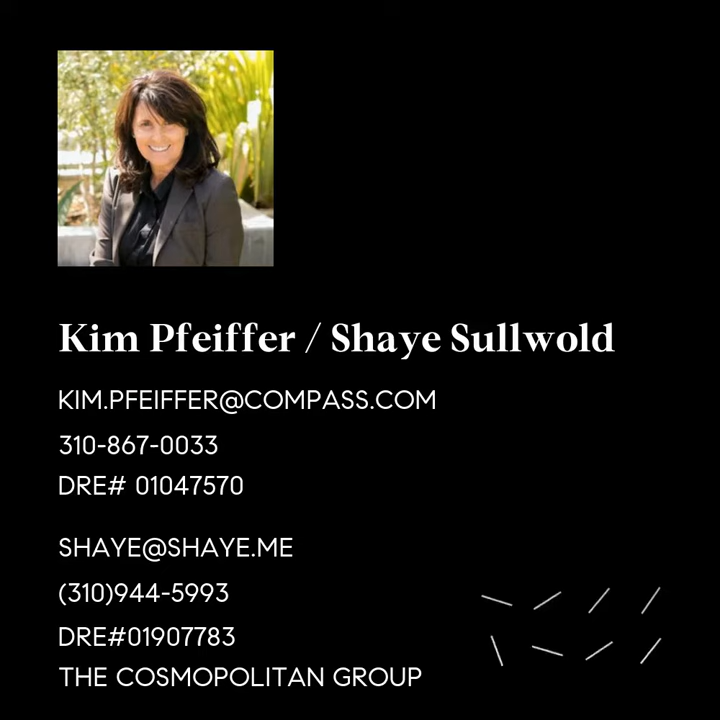 Kim Pfeiffer / Shaye Sullwold
KIM.PFEIFFER@COMPASS.COM
310-867-0033
DRE# 01047570
SHAYE@SHAYE.ME
(310)944-5993
DRE#01907783
THE COSMOPOLITAN GROUP